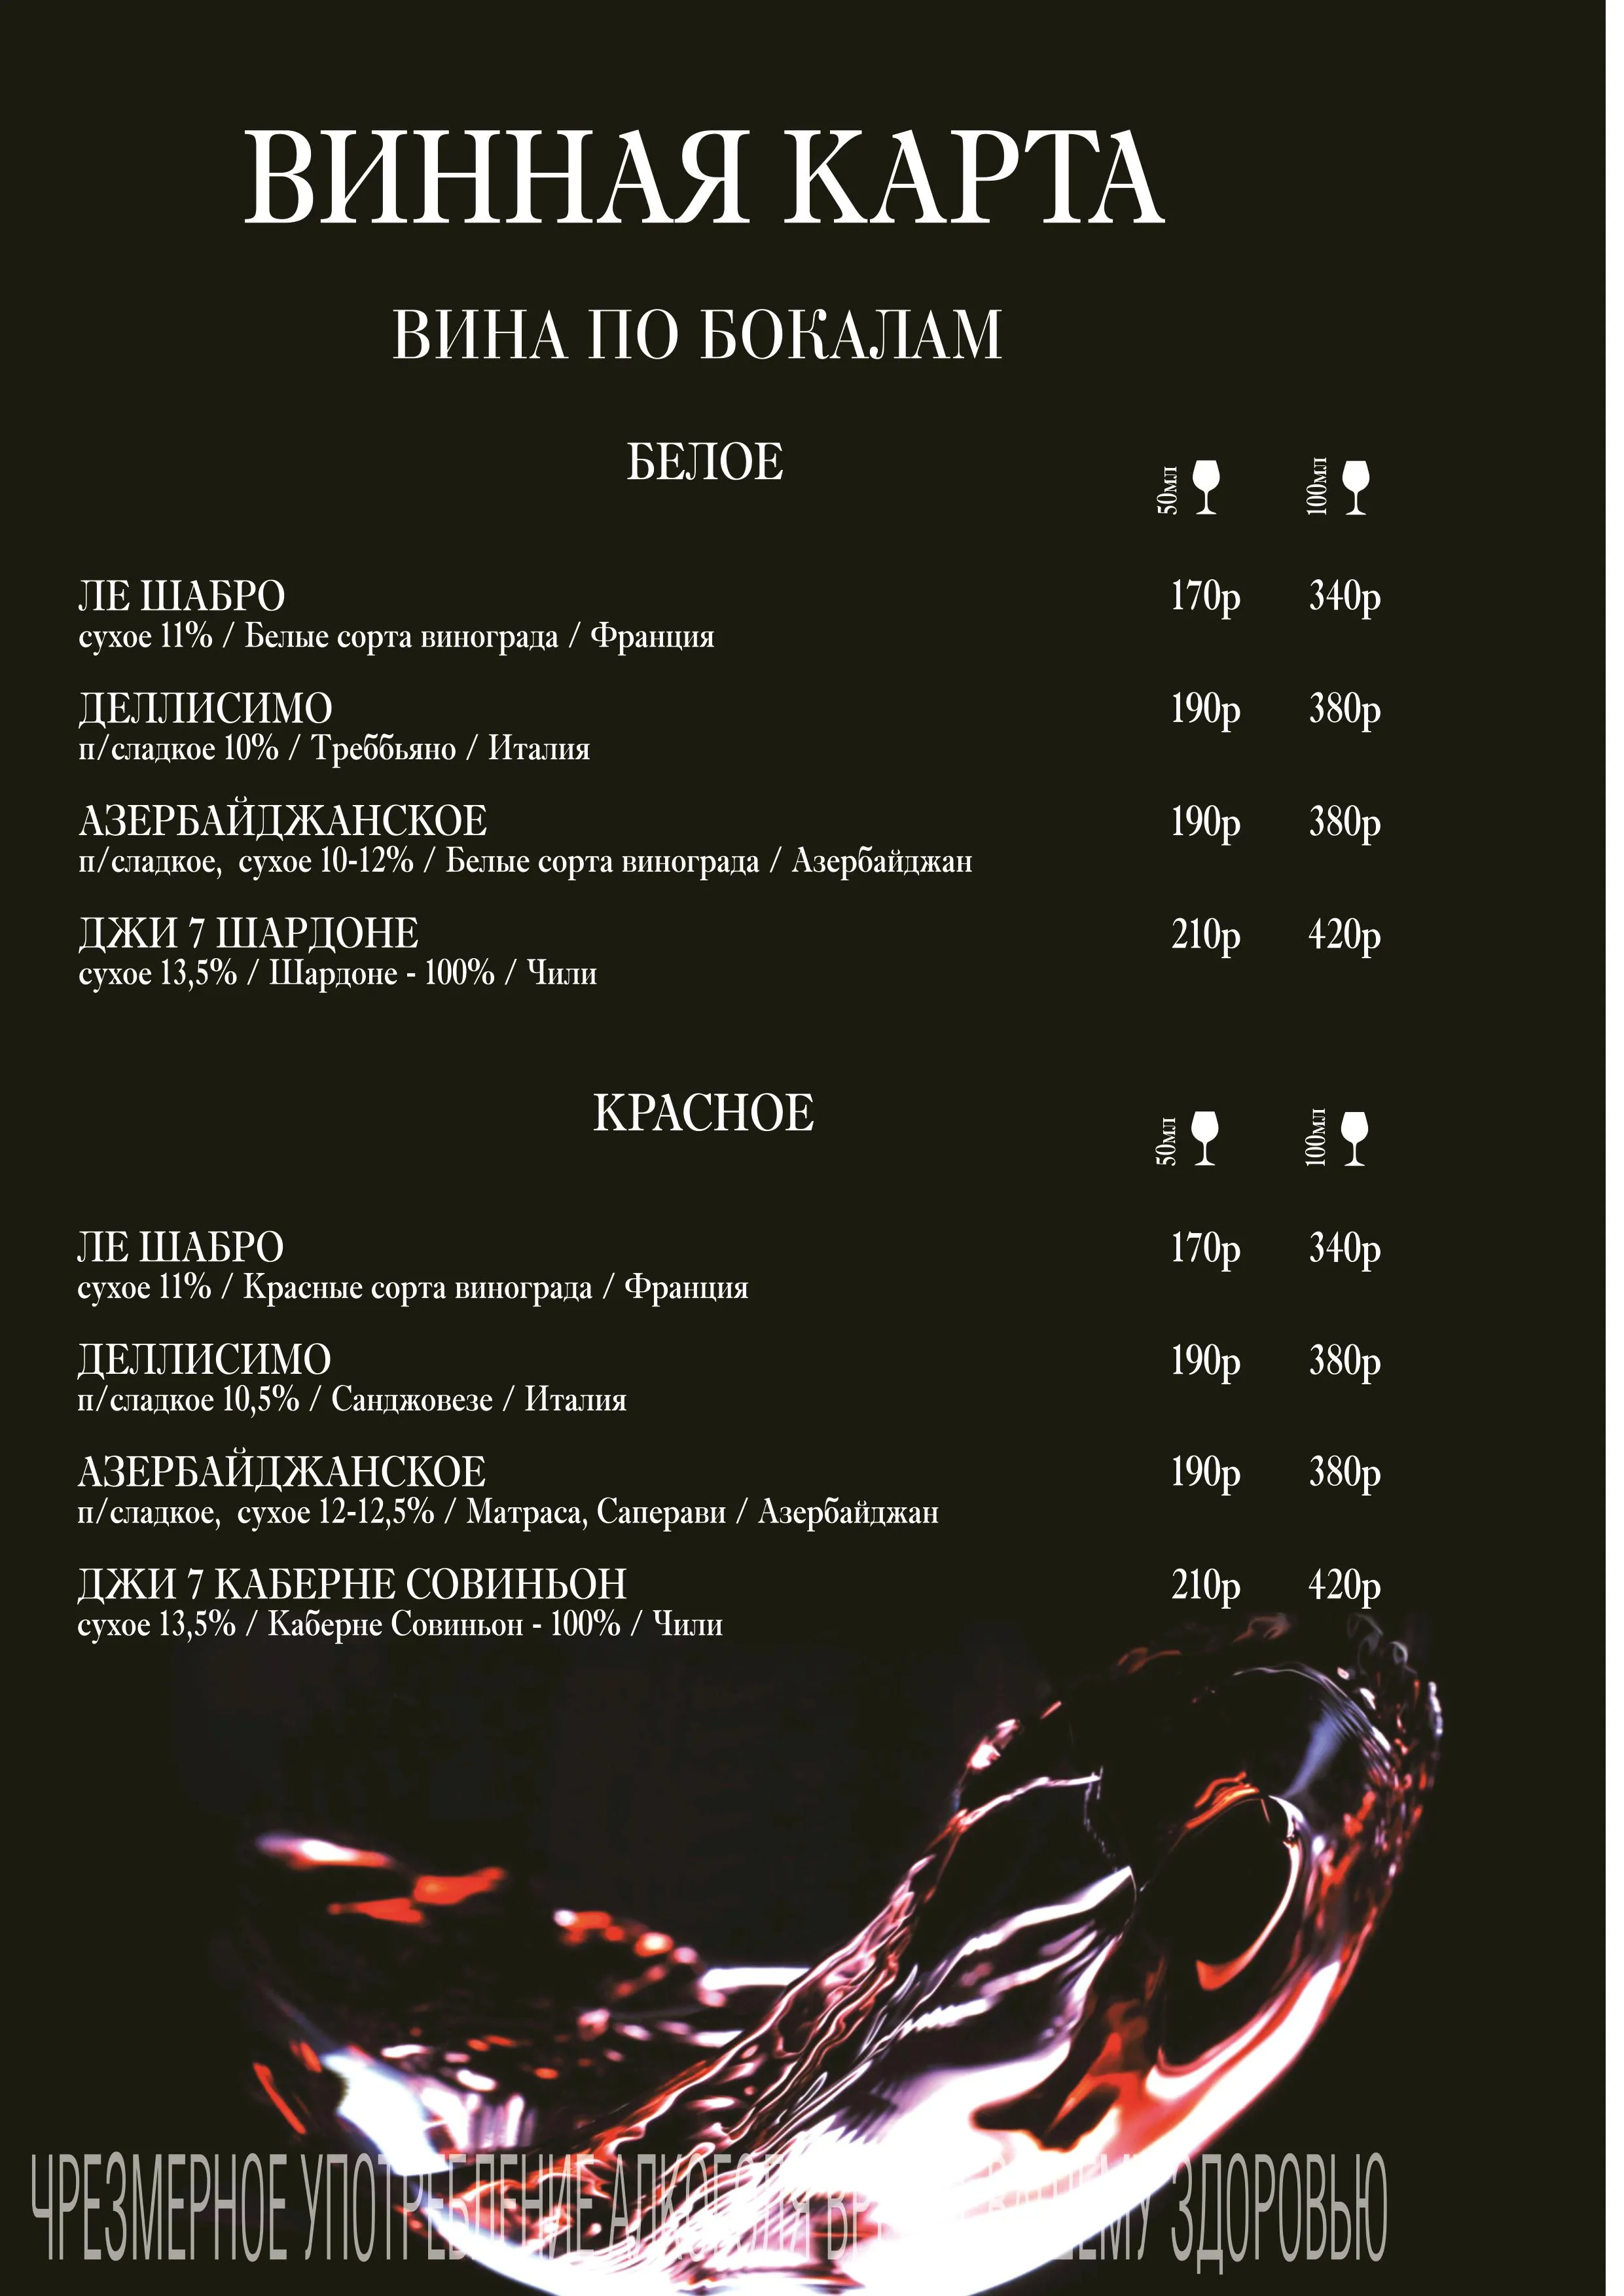 ВИННАЯ КАРТА
ВИНА ПО БОКАЛАМ
БЕЛОЕ
50мл 100мл
ЛЕ ШАБРО 170р 340р
сухое 11% / Белые сорта винограда / Франция
ДЕЛЛИСИМО 190р 380р
п/сладкое 10% / Треббьяно / Италия
АЗЕРБАЙДЖАНСКОЕ 190р 380р
п/сладкое, сухое 10-12% / Белые сорта винограда / Азербайджан
ДЖИ 7 ШАРДОНЕ 210р 420р
сухое 13,5% / Шардоне - 100% / Чили
КРАСНОЕ
50мл 100мл
ЛЕ ШАБРО 170р 340р
сухое 11% / Красные сорта винограда / Франция
ДЕЛЛИСИМО 190р 380р
п/сладкое 10,5% / Санджовезе / Италия
АЗЕРБАЙДЖАНСКОЕ 190р 380р
п/сладкое, сухое 12-12,5% / Матраса, Саперави / Азербайджан
ДЖИ 7 КАБЕРНЕ СОВИНЬОН 210р 420р
сухое 13,5% / Каберне Совиньон - 100% / Чили
ЧРЕЗМЕРНОЕ УПОТРЕБЛЕНИЕ АЛКОГОЛЯ ВАШЕМУ ЗДОРОВЬЮ